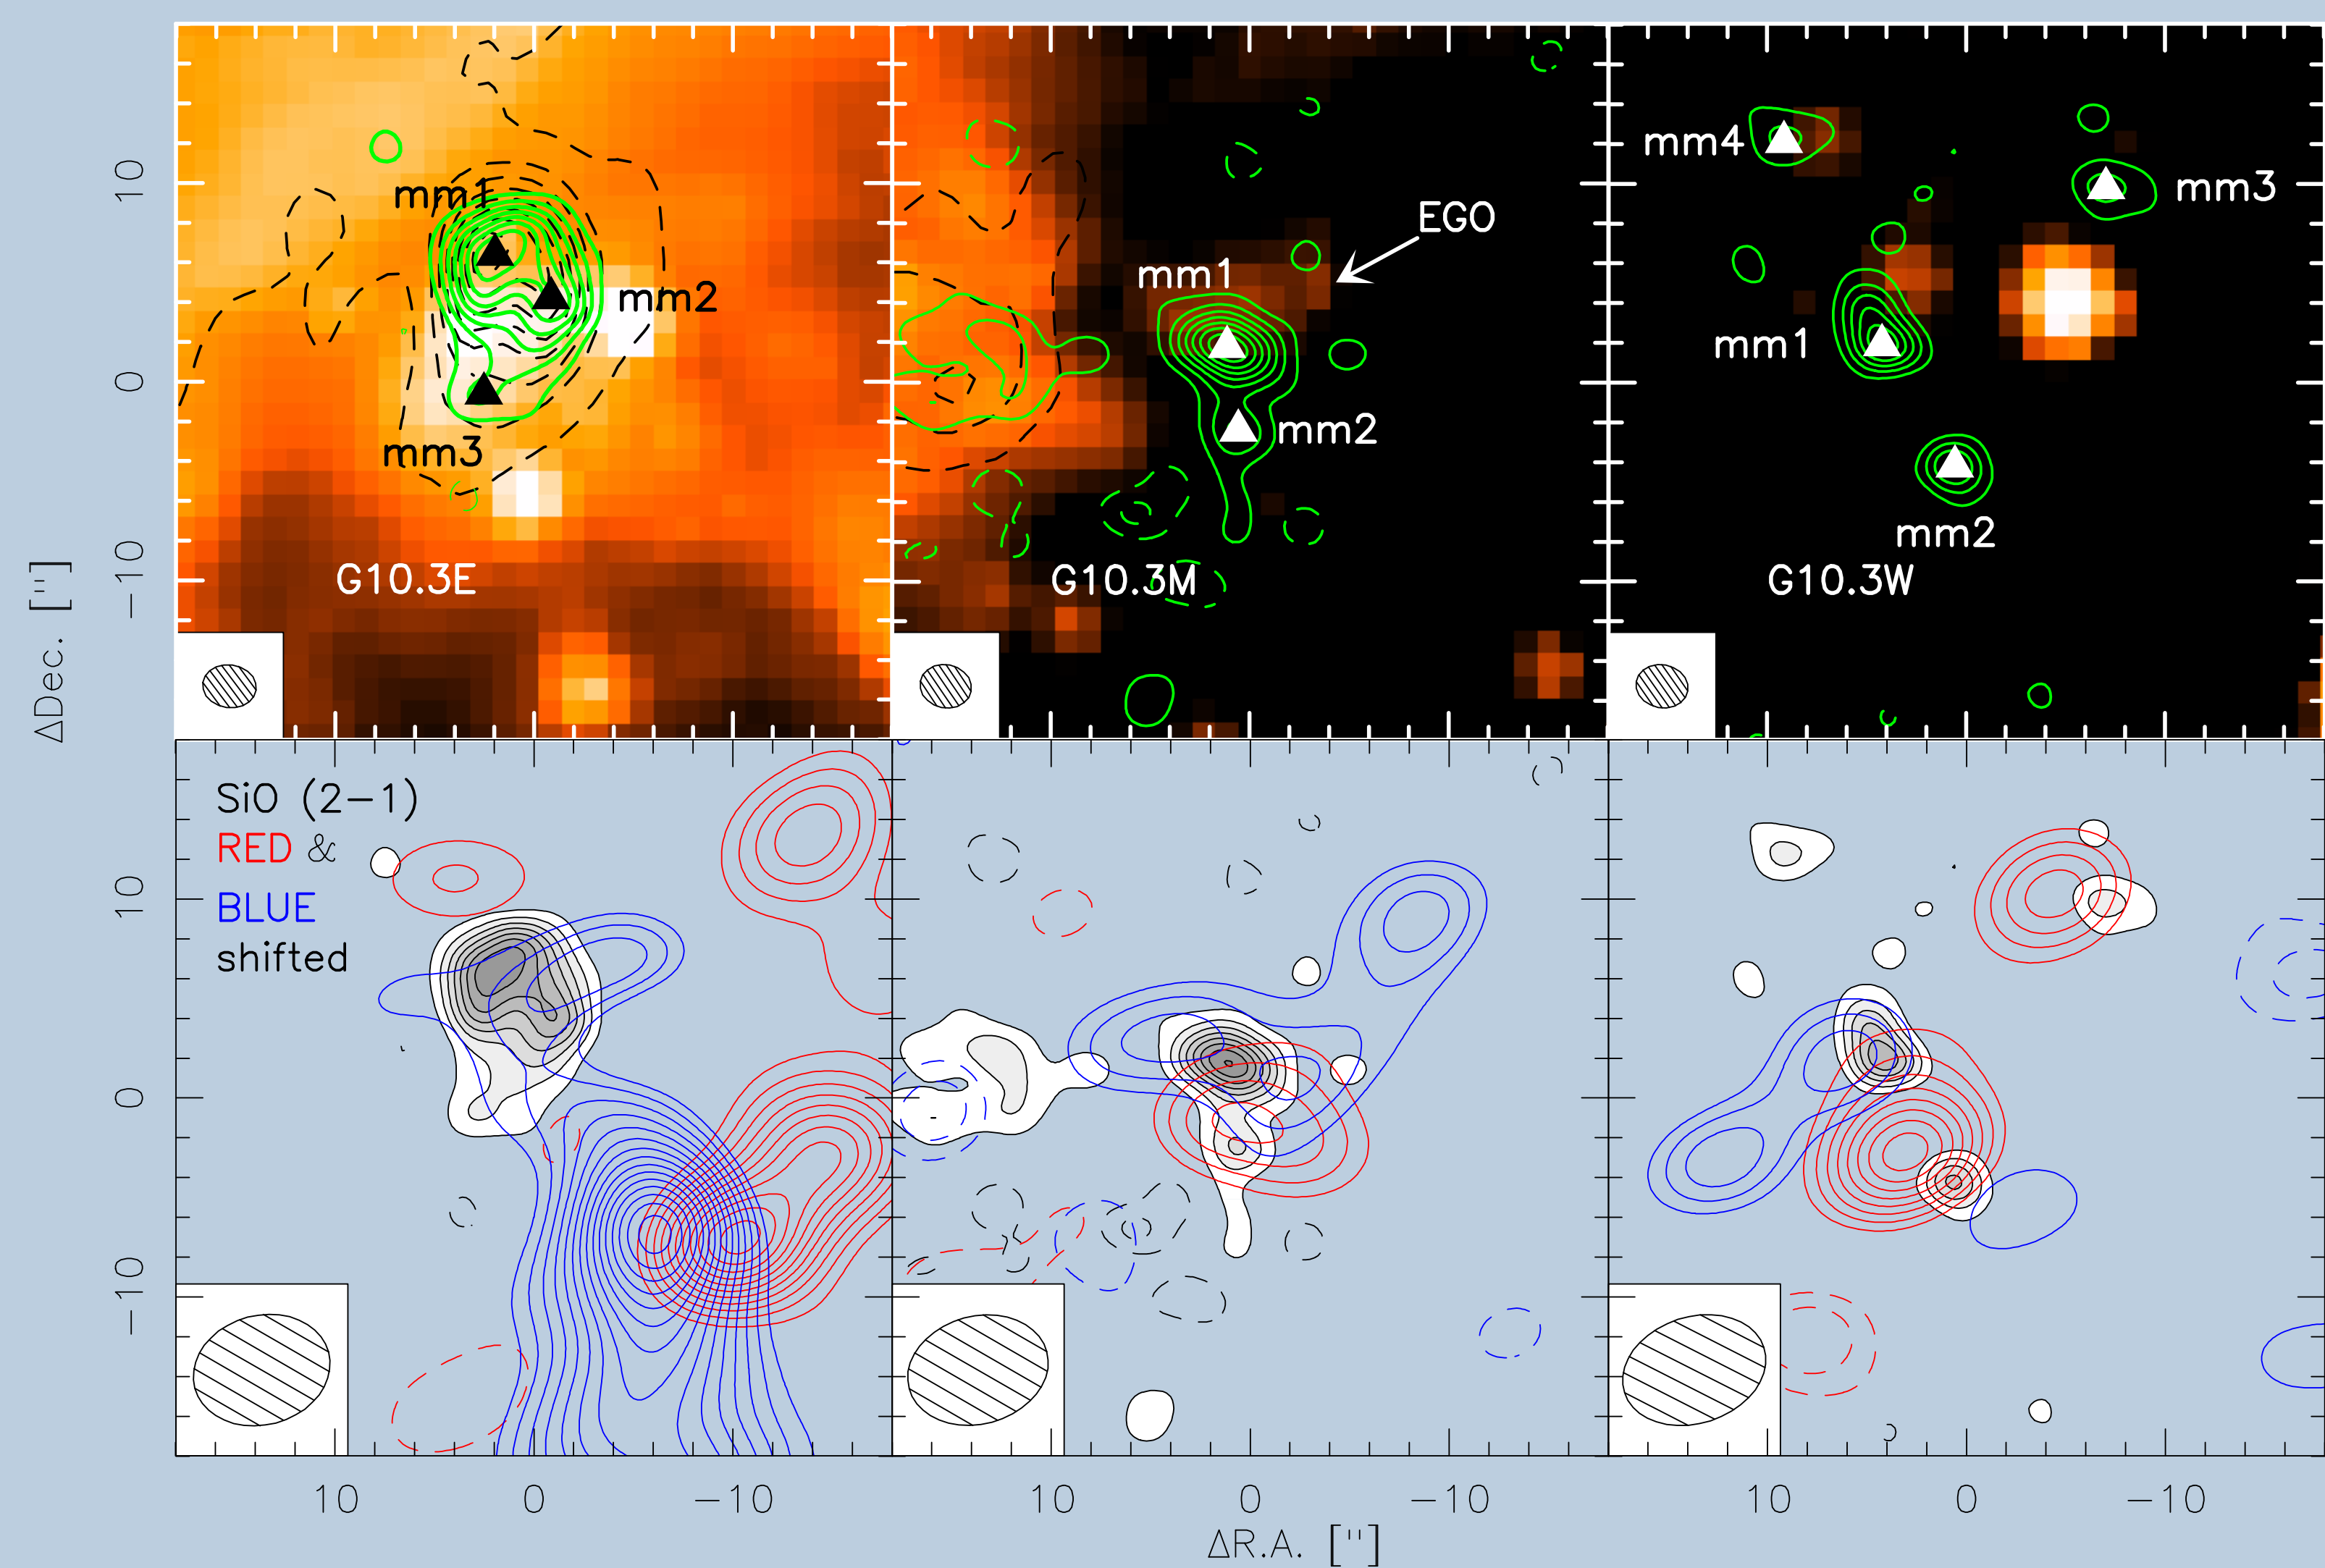 mm1
mm2
mm3
G10.3E
EGO
mm1
mm2
G10.3M
mm4
mm3
mm1
mm2
G10.3W
10
0
−10
ΔDec. ["]
SiO (2−1)
RED &
BLUE
shifted
10
0
−10
10
0
−10
10
0
−10
10
0
−10
ΔR.A. ["]